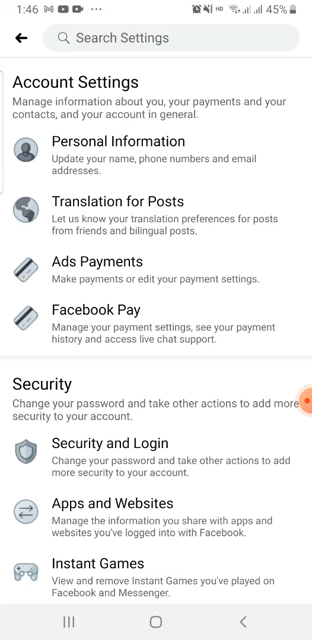 1:46 HD 45%
Search Settings
Account Settings
Manage information about you, your payments and your
contacts, and your account in general.
Personal Information
Update your name, phone numbers and email
addresses.
Translation for Posts
Let us know your translation preferences for posts
from friends and bilingual posts.
Ads Payments
Make payments or edit your payment settings.
Facebook Pay
Manage your payment settings, see your payment
history and access live chat support.
Security
Change your password and take other actions to add more
security to your account.
Security and Login
Change your password and take other actions to add
more security to your account.
Apps and Websites
Manage the information you share with apps and
websites you've logged into with Facebook.
Instant Games
View and remove Instant Games you've played on
Facebook and Messenger.